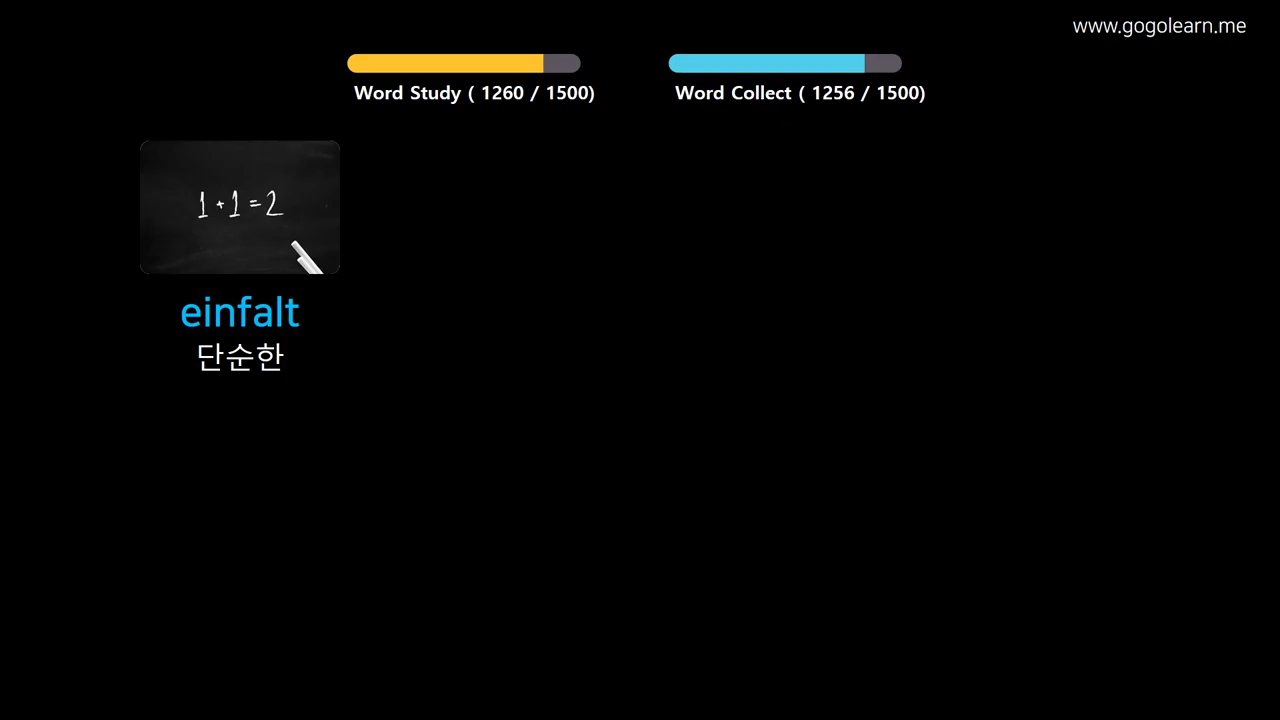 www.gogolearn.me
Word Study ( 1260 / 1500)
Word Collect ( 1256 / 1500)
1+1=2
einfalt
단순한